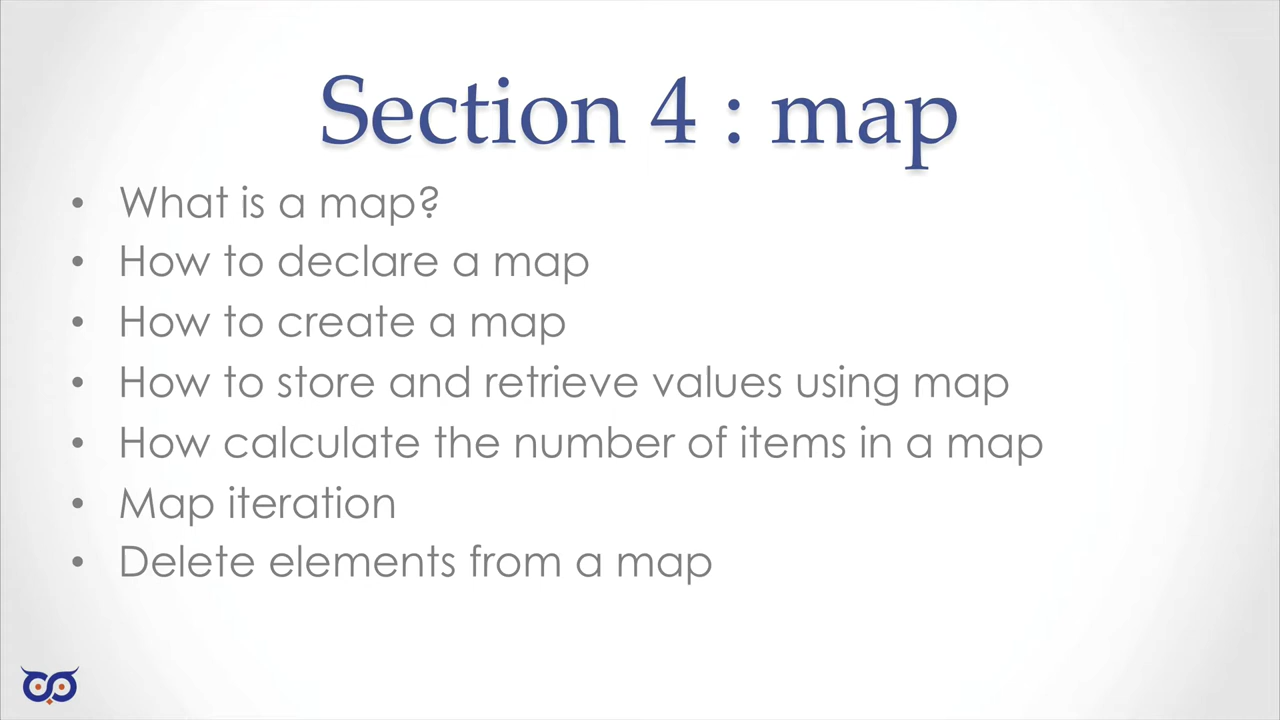 Section 4 : map
• What is a map?
• How to declare a map
• How to create a map
• How to store and retrieve values using map
• How calculate the number of items in a map
• Map iteration
• Delete elements from a map